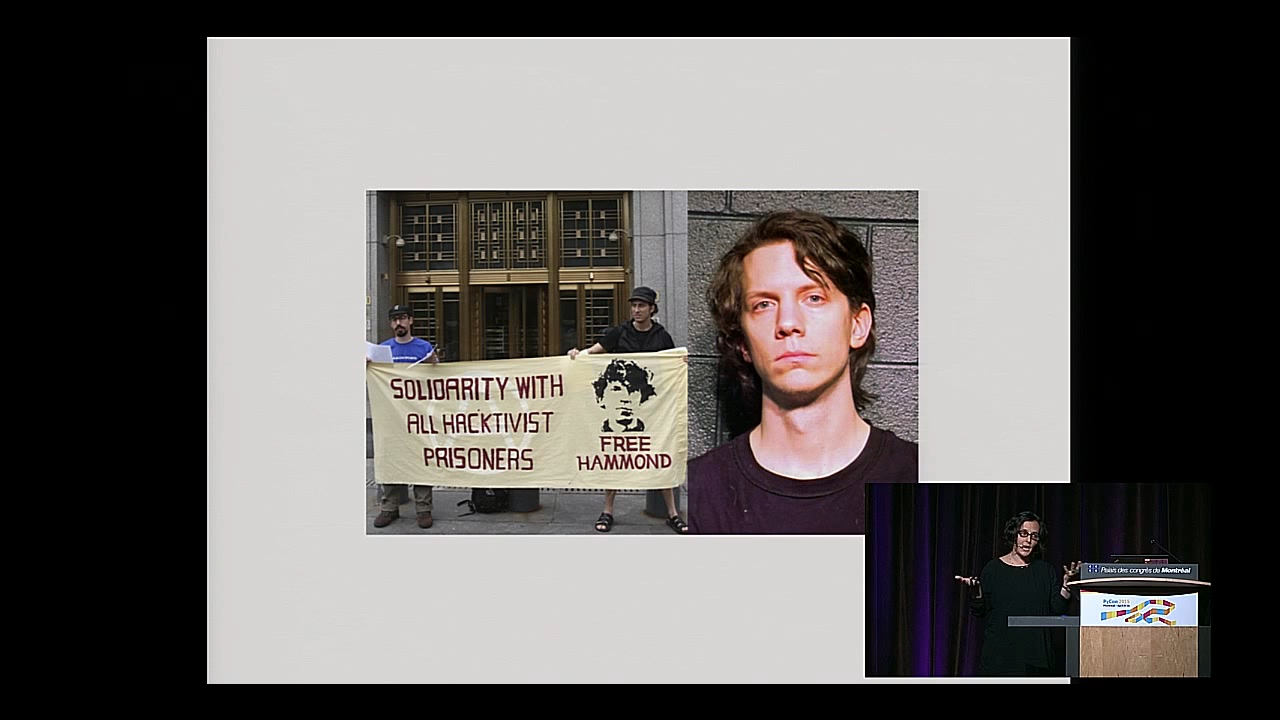 SOLIDARITY WITH
ALL HACKTIVIST
PRISONERS
FREE
HAMMOND
Palais des congrès de Montréal
PyCon 2015